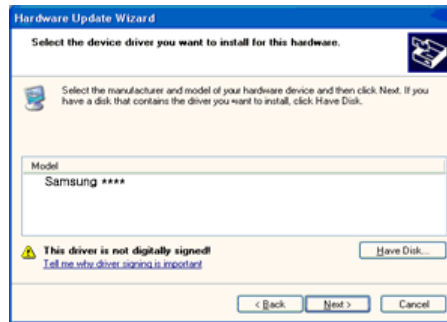 Hardware Update Wizard
Select the device driver you want to install for this hardware.
Select the manufacturer and model of your hardware device and then click Next. If you
have a disk that contains the driver you want to install, click Have Disk.
Model
Samsung ****
This driver is not digitally signed!
Have Disk...
Tell me why driver signing is important
< Back
Next >
Cancel